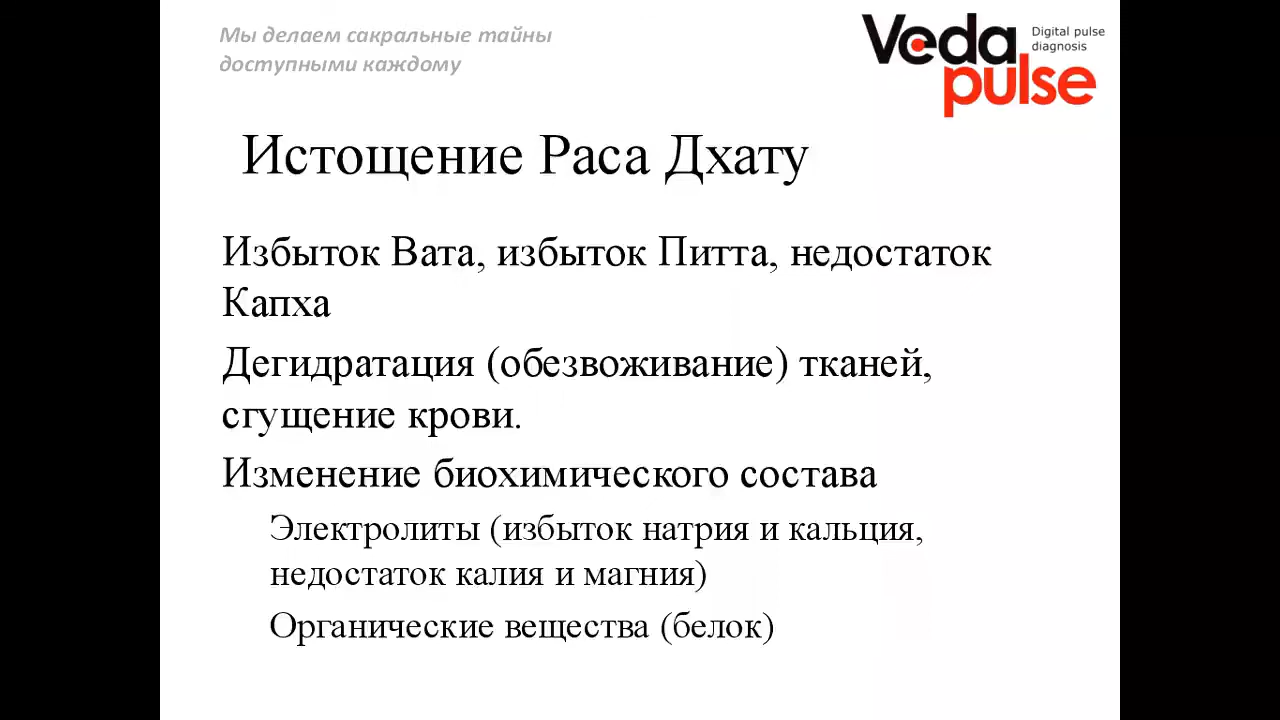 Мы делаем сакральные тайны
доступными каждому
Veda
pulse
Digital pulse
diagnosis
Истощение Раса Дхату
Избыток Вата, избыток Питта, недостаток
Капха
Дегидратация (обезвоживание) тканей,
сгущение крови.
Изменение биохимического состава
Электролиты (избыток натрия и кальция,
недостаток калия и магния)
Органические вещества (белок)